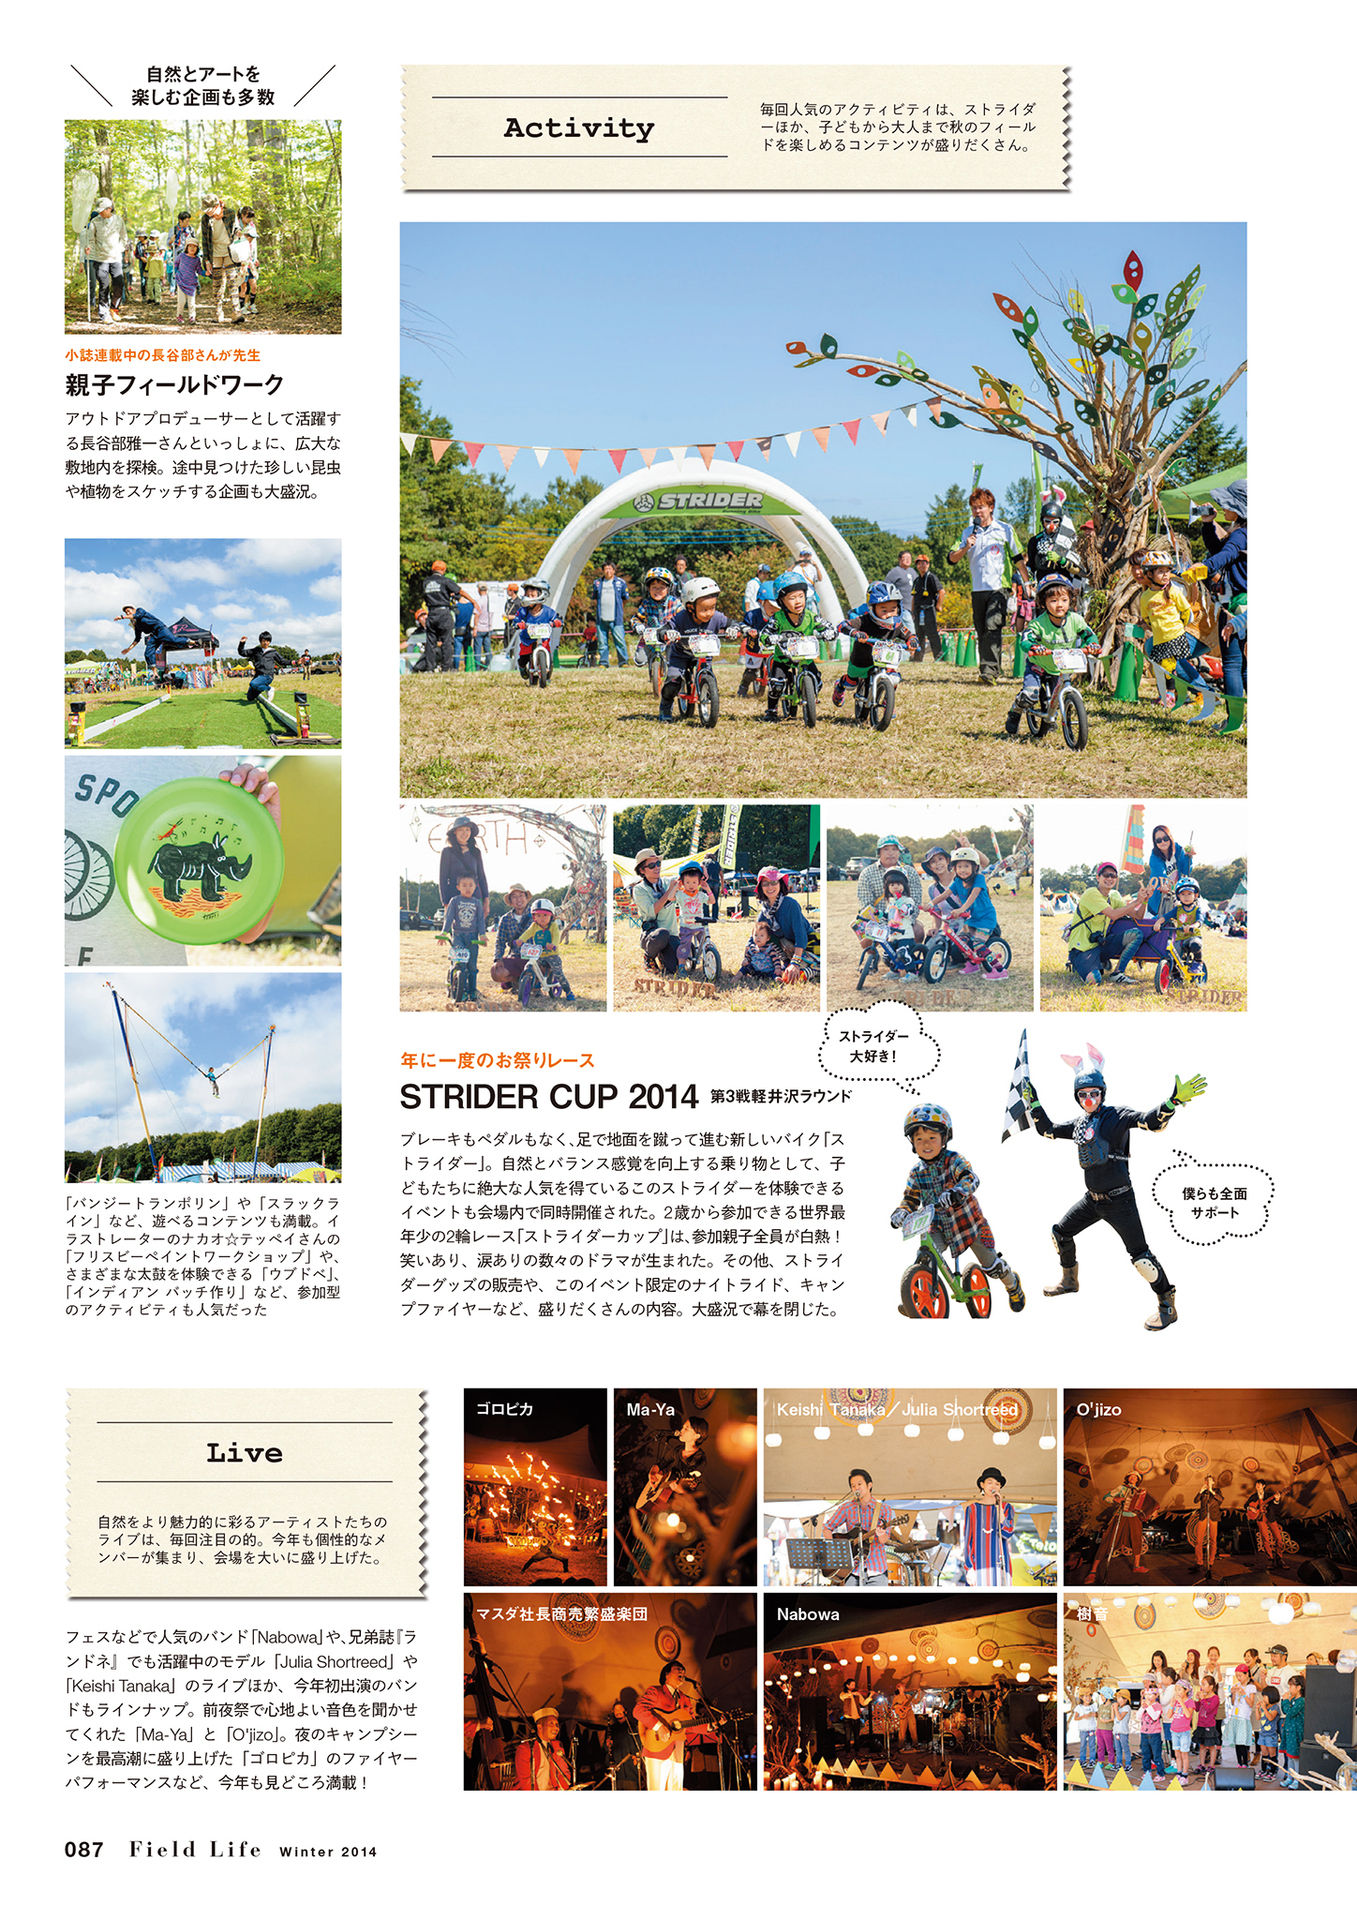 自然とアートを
楽しむ企画も多数
小誌連載中の長谷部さんが先生
親子フィールドワーク
アウトドアプロデューサーとして活躍す
る長谷部雅一さんといっしょに、広大な
敷地内を探検。途中見つけた珍しい昆虫
や植物をスケッチする企画も大盛況。
SPO
LE
「バンジートランポリン」や「スラックラ
イン」など、遊べるコンテンツも満載。イ
ラストレーターのナカオ☆テッペイさんの
「フリスビーペイントワークショップ」や、
さまざまな太鼓を体験できる「ウブドベ」、
「インディアン バッチ作り」など、参加型
のアクティビティも人気だった
Activity
毎回人気のアクティビティは、ストライダ
ーほか、子どもから大人まで秋のフィール
ドを楽しめるコンテンツが盛りだくさん。
STRIDER
EARTH
STRIDER
RIDE
STRIDER
年に一度のお祭りレース
STRIDER CUP 2014 第3戦軽井沢ラウンド
ブレーキもペダルもなく、足で地面を蹴って進む新しいバイク「ス
トライダー」。自然とバランス感覚を向上する乗り物として、子
どもたちに絶大な人気を得ているこのストライダーを体験できる
イベントも会場内で同時開催された。2歳から参加できる世界最
年少の2輪レース「ストライダーカップ」は、参加親子全員が白熱！
笑いあり、涙ありの数々のドラマが生まれた。その他、ストライ
ダーグッズの販売や、このイベント限定のナイトライド、キャン
プファイヤーなど、盛りだくさんの内容。大盛況で幕を閉じた。
ストライダー
大好き！
僕らも全面
サポート
Live
自然をより魅力的に彩るアーティストたちの
ライブは、毎回注目の的。今年も個性的なメ
ンバーが集まり、会場を大いに盛り上げた。
フェスなどで人気のバンド「Nabowa」や、兄弟誌『ラ
ンドネ』でも活躍中のモデル「Julia Shortreed」や
「Keishi Tanaka」のライブほか、今年初出演のバン
ドもラインナップ。前夜祭で心地よい音色を聞かせ
てくれた「Ma-Ya」と「O'jizo」。夜のキャンプシー
ンを最高潮に盛り上げた「ゴロピカ」のファイヤー
パフォーマンスなど、今年も見どころ満載！
ゴロピカ
Ma-Ya
Keishi Tanaka／Julia Shortreed
O'jizo
マスダ社長商売繁盛楽団
Nabowa
樹音
087 Field Life Winter 2014